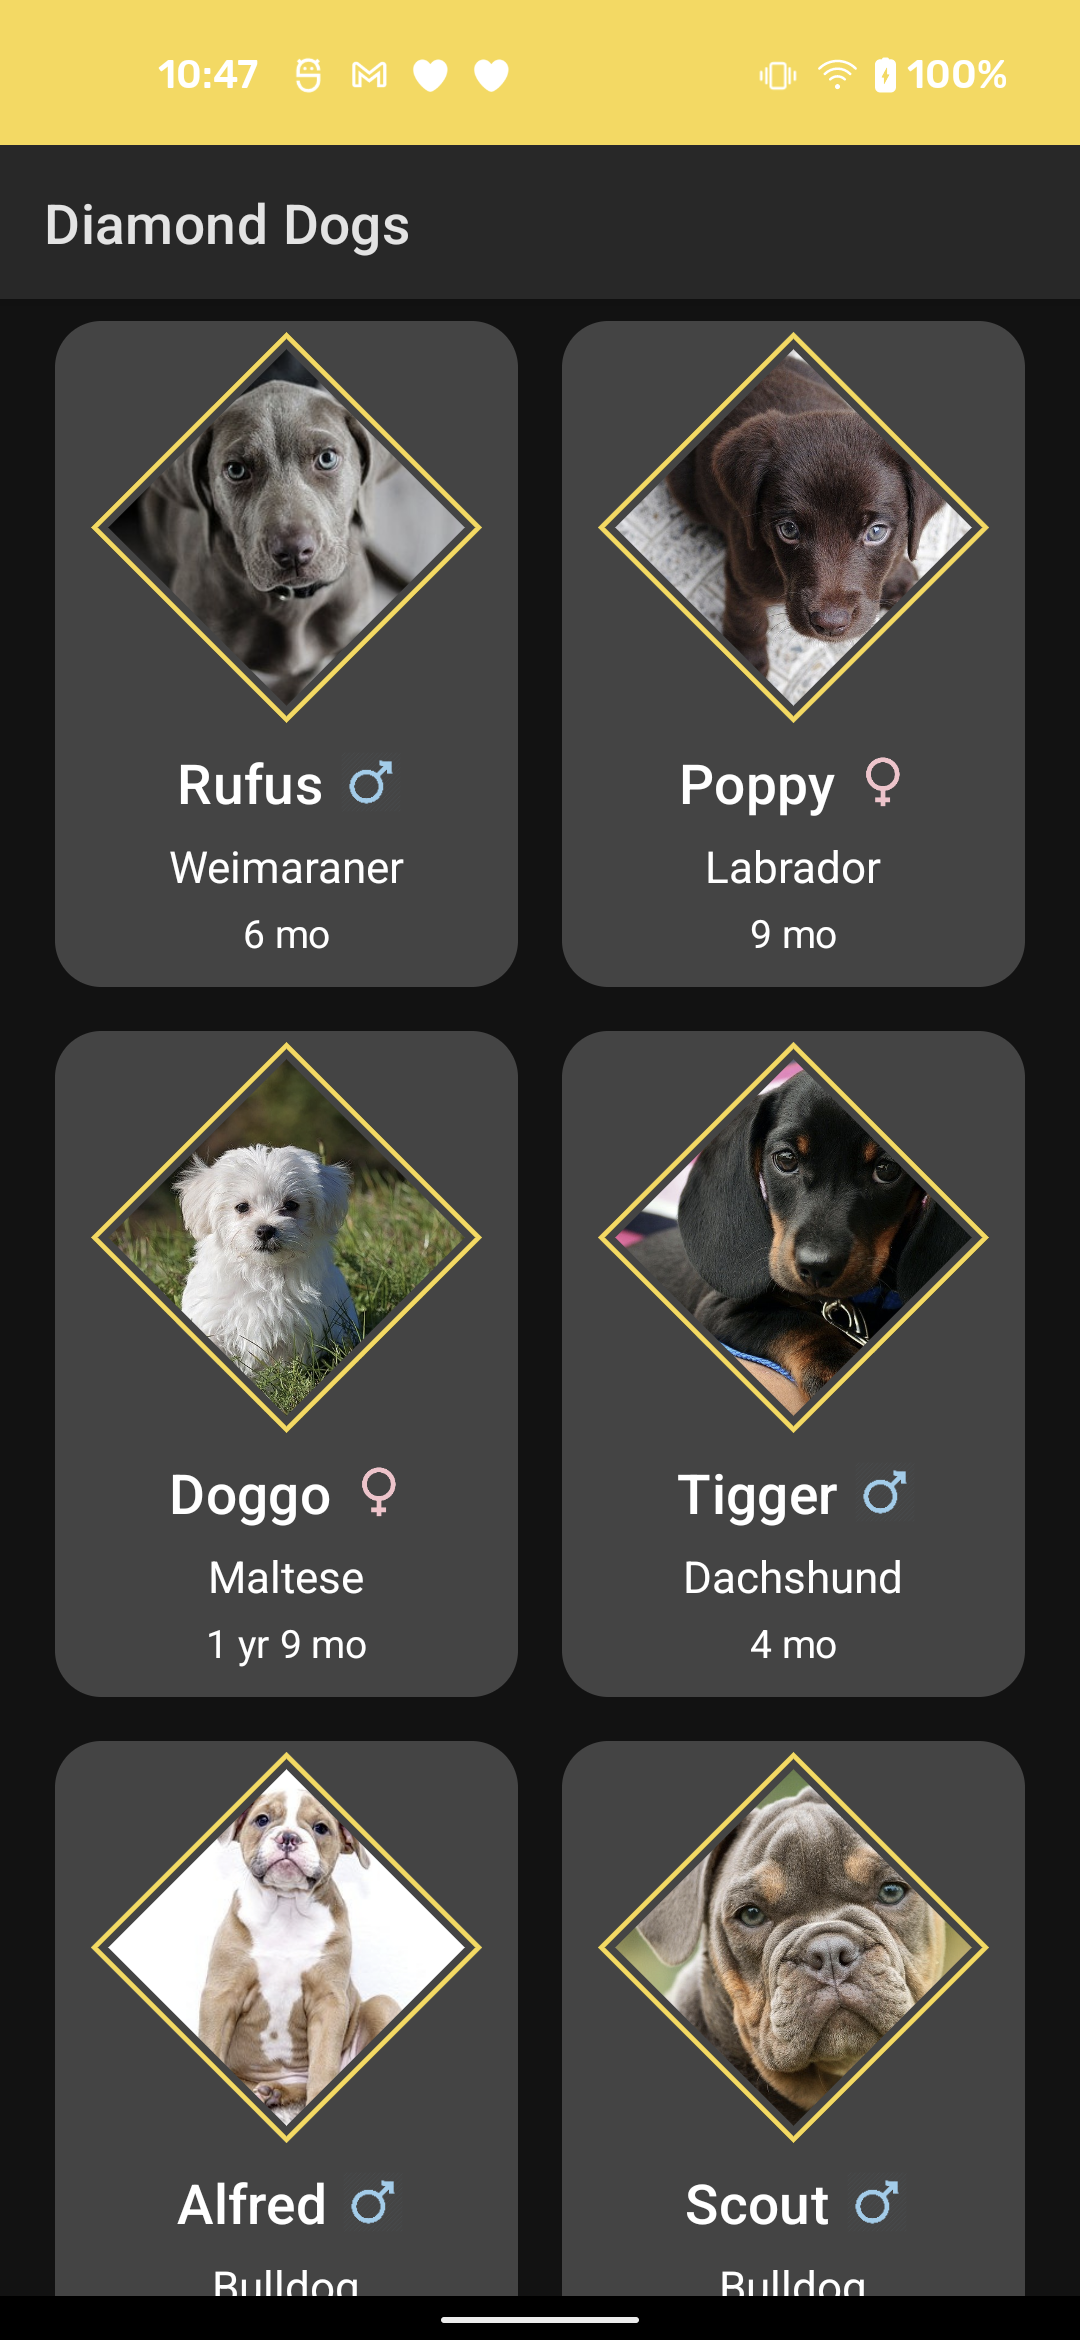 10:47 100%
Diamond Dogs
Rufus Poppy
Weimaraner Labrador
6 mo 9 mo
Doggo Tigger
Maltese Dachshund
1 yr 9 mo 4 mo
Alfred Scout
Bulldog Bulldog